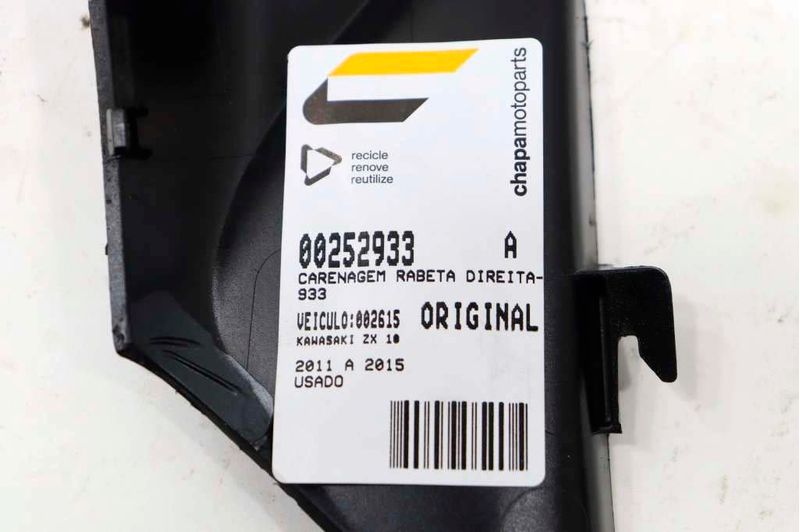 recicle
renove
reutilize
chapamotoparts
00252933 A
CARENAGEM RABETA DIREITA-
933
VEICULO:002615 ORIGINAL
KAWASAKI ZX 10
2011 A 2015
USADO